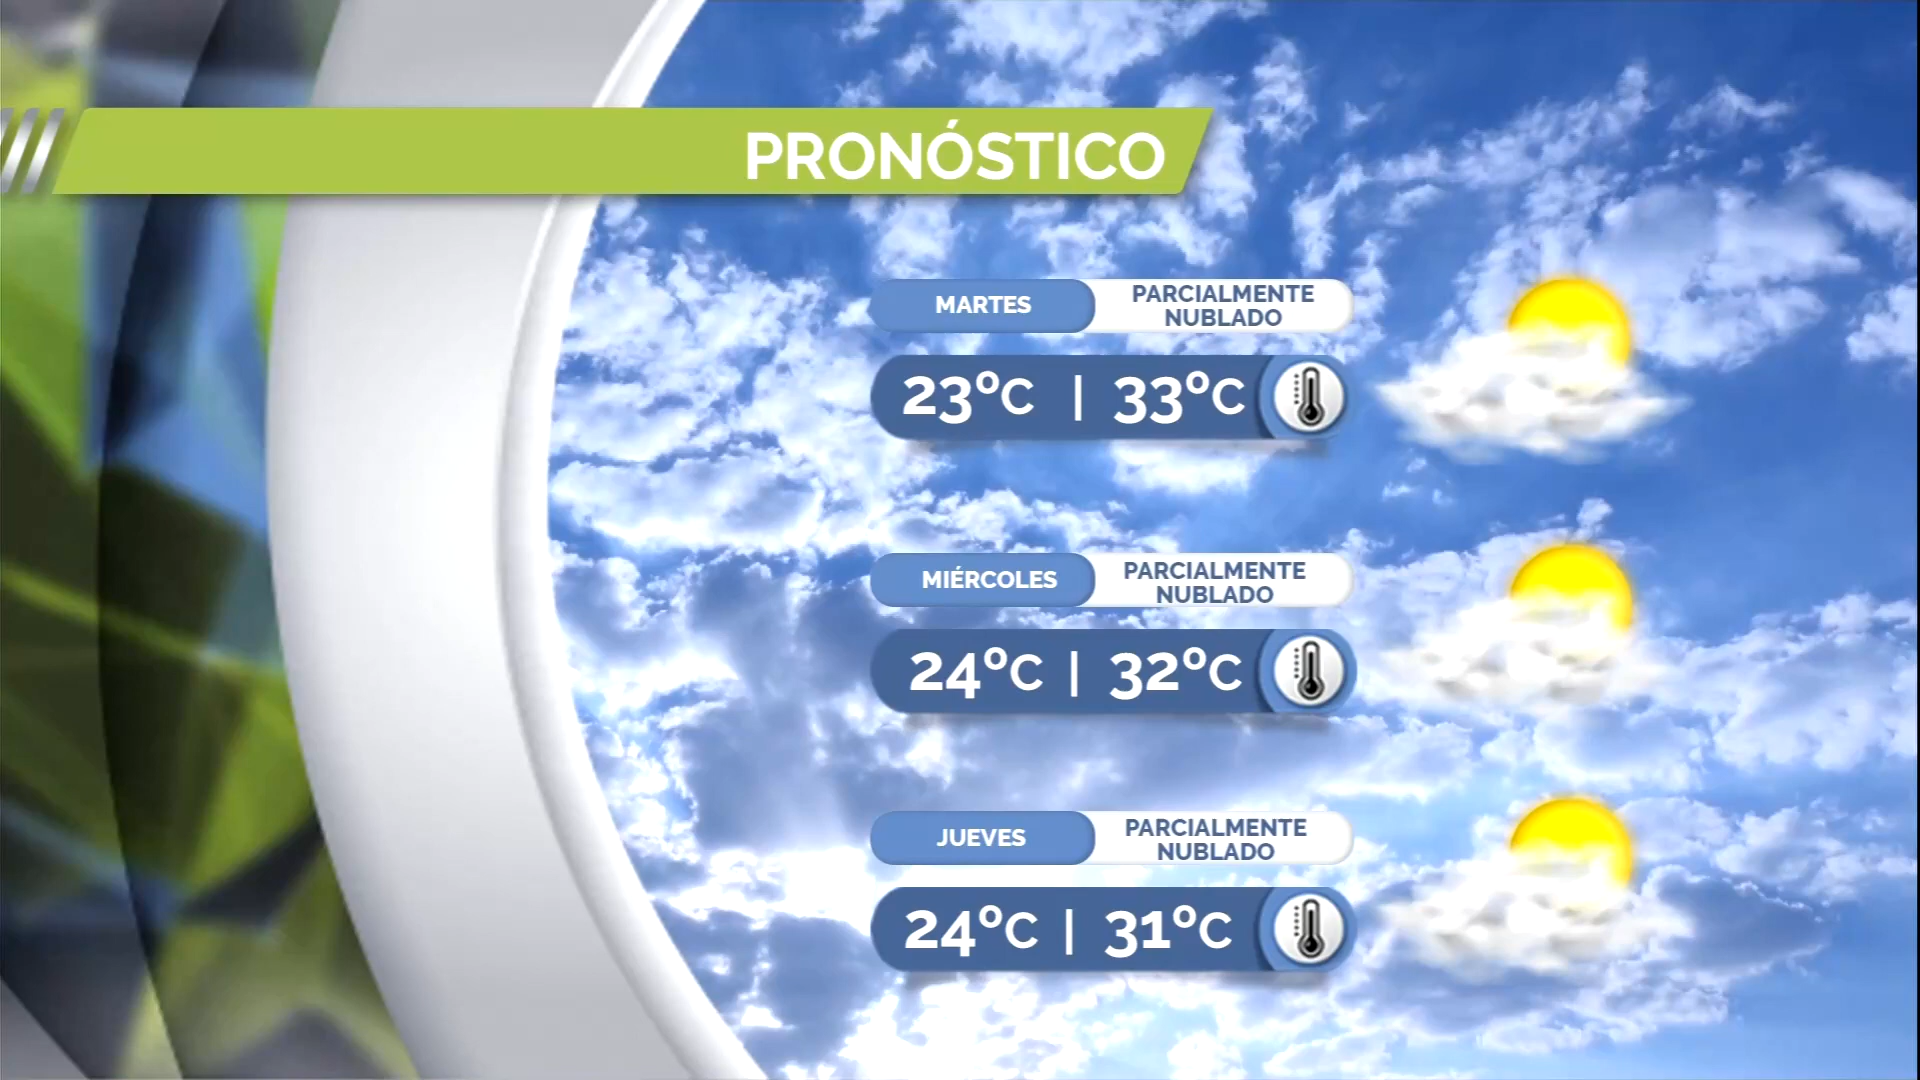 PRONÓSTICO
MARTES
PARCIALMENTE
NUBLADO
23°C | 33°C
MIÉRCOLES
PARCIALMENTE
NUBLADO
24°C | 32°C
JUEVES
PARCIALMENTE
NUBLADO
24°C | 31°C